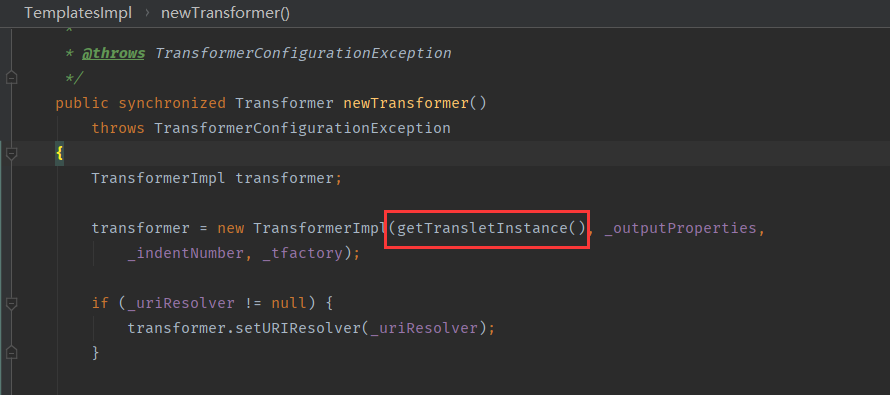 TemplatesImpl › newTransformer()
*
* @throws TransformerConfigurationException
*/
public synchronized Transformer newTransformer()
throws TransformerConfigurationException
{
TransformerImpl transformer;
transformer = new TransformerImpl(getTransletInstance(), _outputProperties,
_indentNumber, _tfactory);
if (_uriResolver != null) {
transformer.setURIResolver(_uriResolver);
}